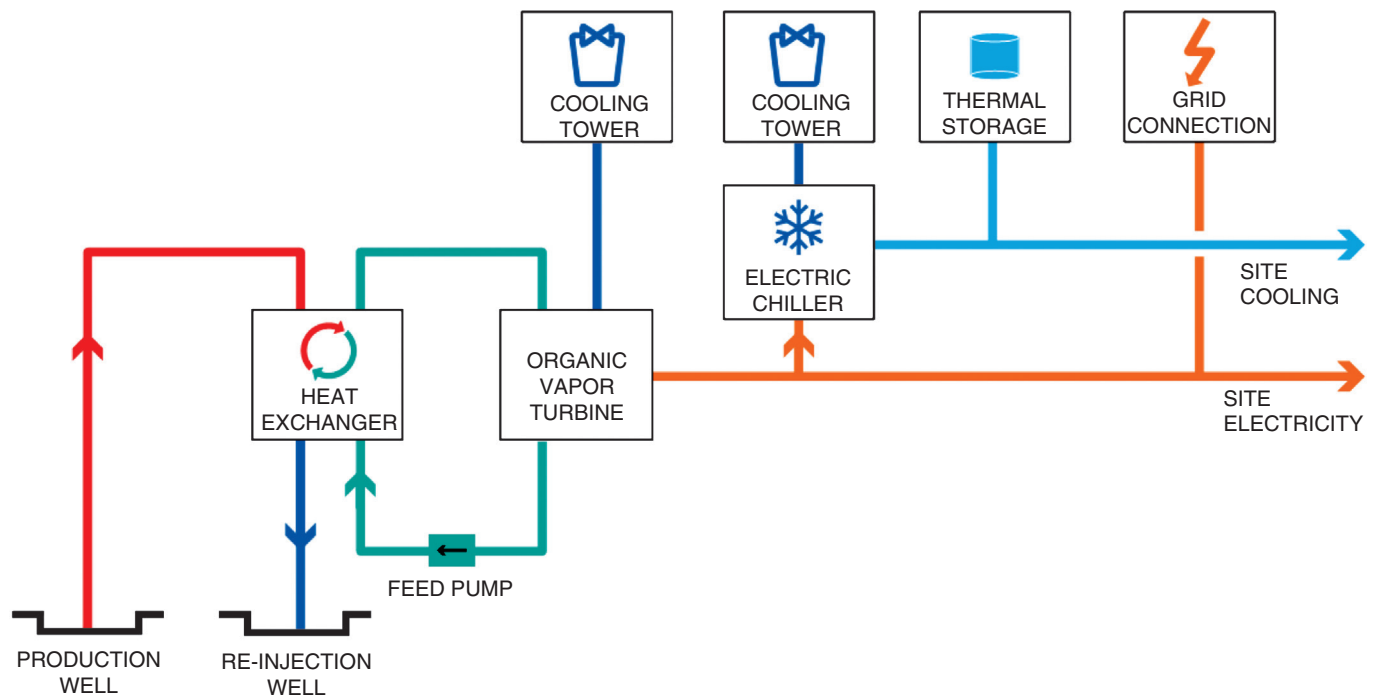 COOLING
TOWER
COOLING
TOWER
THERMAL
STORAGE
GRID
CONNECTION
ELECTRIC
CHILLER
SITE
COOLING
HEAT
EXCHANGER
ORGANIC
VAPOR
TURBINE
SITE
ELECTRICITY
FEED PUMP
PRODUCTION
WELL
RE-INJECTION
WELL